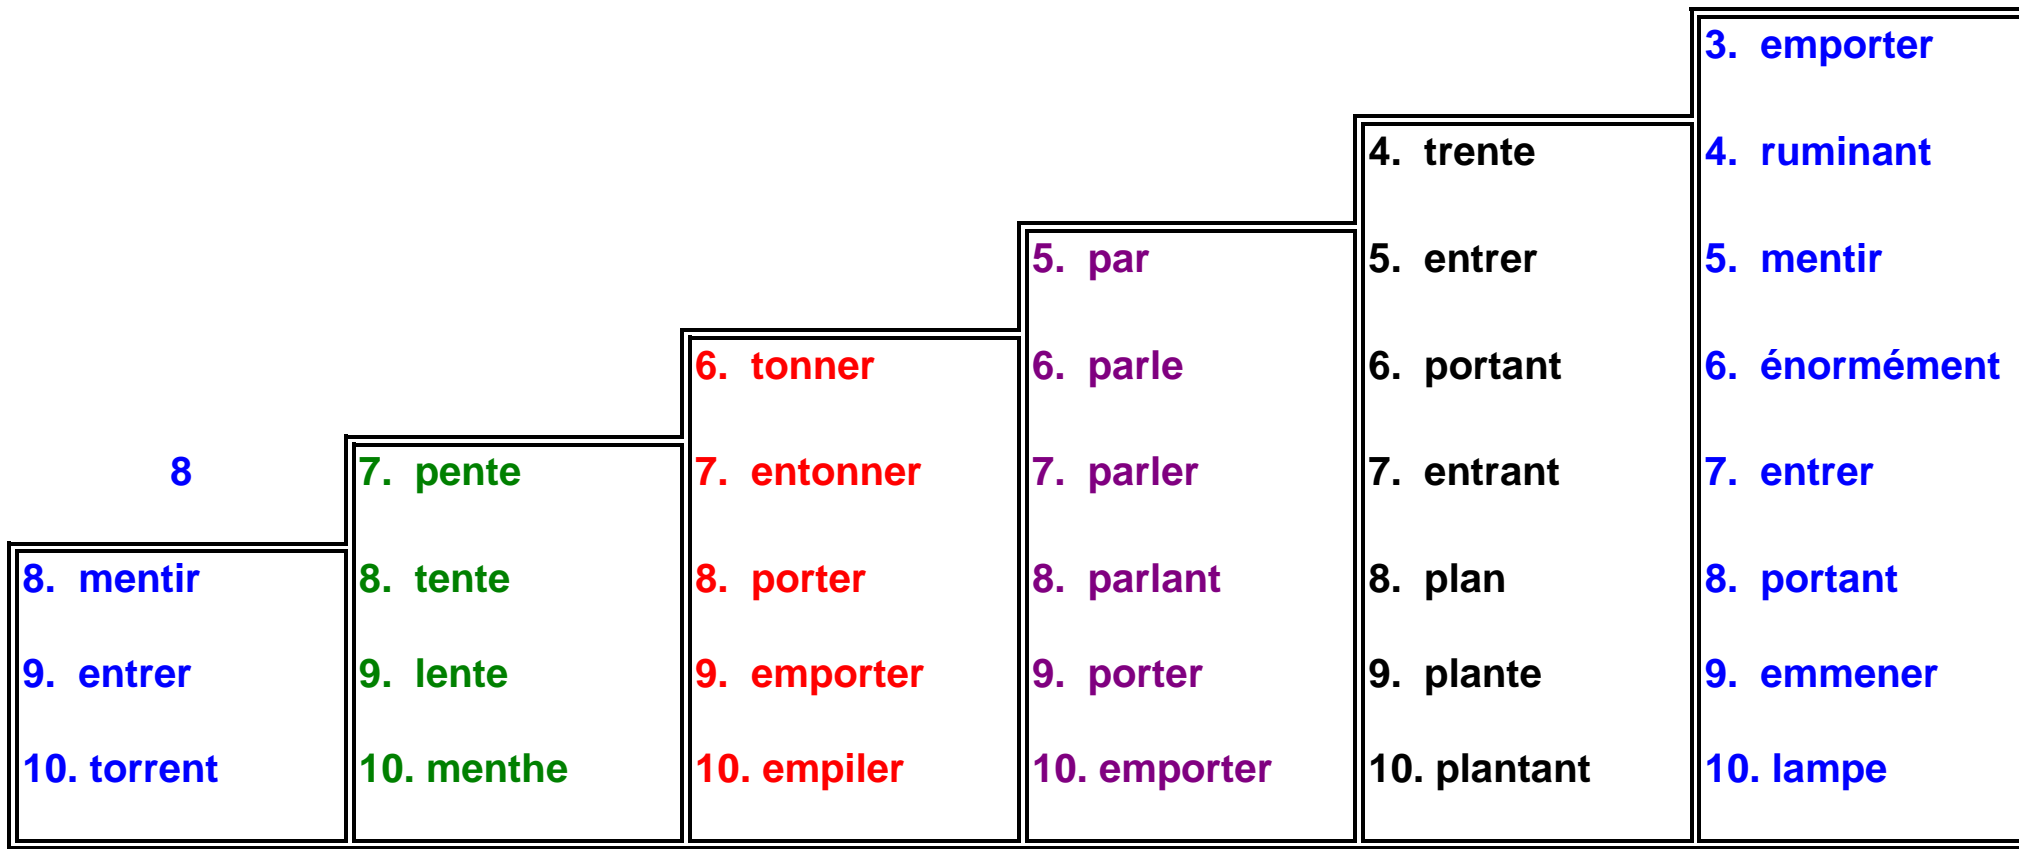 8
8. mentir
9. entrer
10. torrent
7. pente
8. tente
9. lente
10. menthe
6. tonner
7. entonner
8. porter
9. emporter
10. empiler
5. par
6. parle
7. parler
8. parlant
9. porter
10. emporter
4. trente
5. entrer
6. portant
7. entrant
8. plan
9. plante
10. plantant
3. emporter
4. ruminant
5. mentir
6. énormément
7. entrer
8. portant
9. emmener
10. lampe